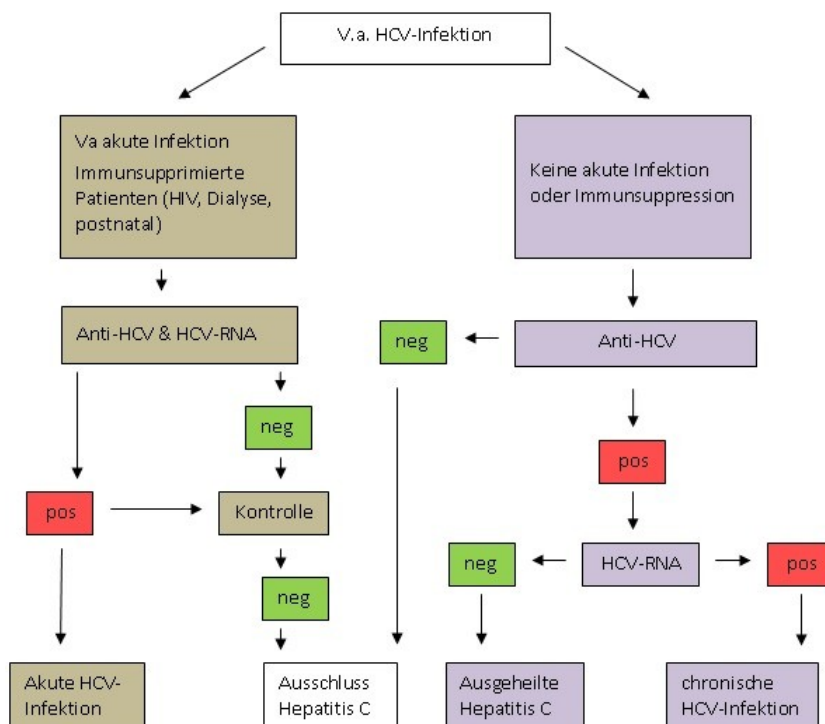 V.a. HCV-Infektion
Va akute Infektion
Immunsupprimierte
Patienten (HIV, Dialyse,
postnatal)
Keine akute Infektion
oder Immunsuppression
Anti-HCV & HCV-RNA
neg
Anti-HCV
neg
pos
pos
Kontrolle
neg
HCV-RNA
pos
neg
Akute HCV-
Infektion
Ausschluss
Hepatitis C
Ausgeheilte
Hepatitis C
chronische
HCV-Infektion